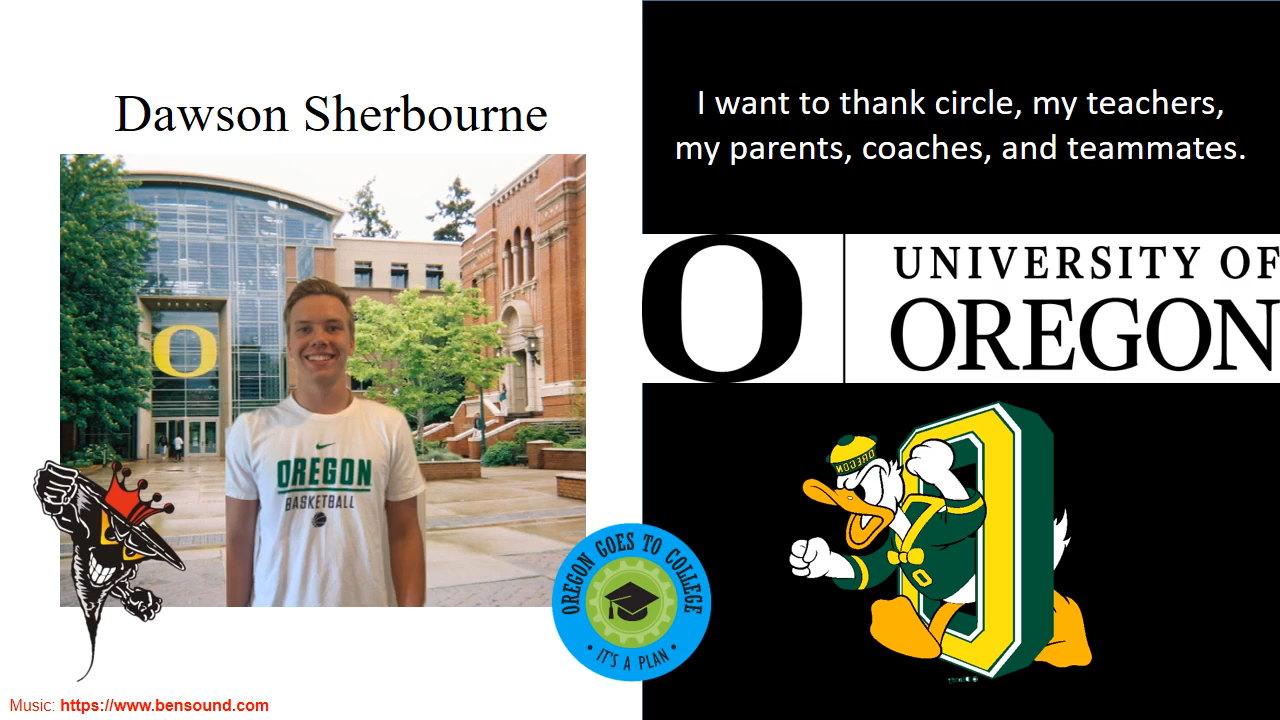 Dawson Sherbourne
I want to thank circle, my teachers,
my parents, coaches, and teammates.
O
OREGON
BASKETBALL
O
UNIVERSITY OF
OREGON
OREGON
O
OREGON GOES TO COLLEGE
• IT'S A PLAN •
Music: https://www.bensound.com